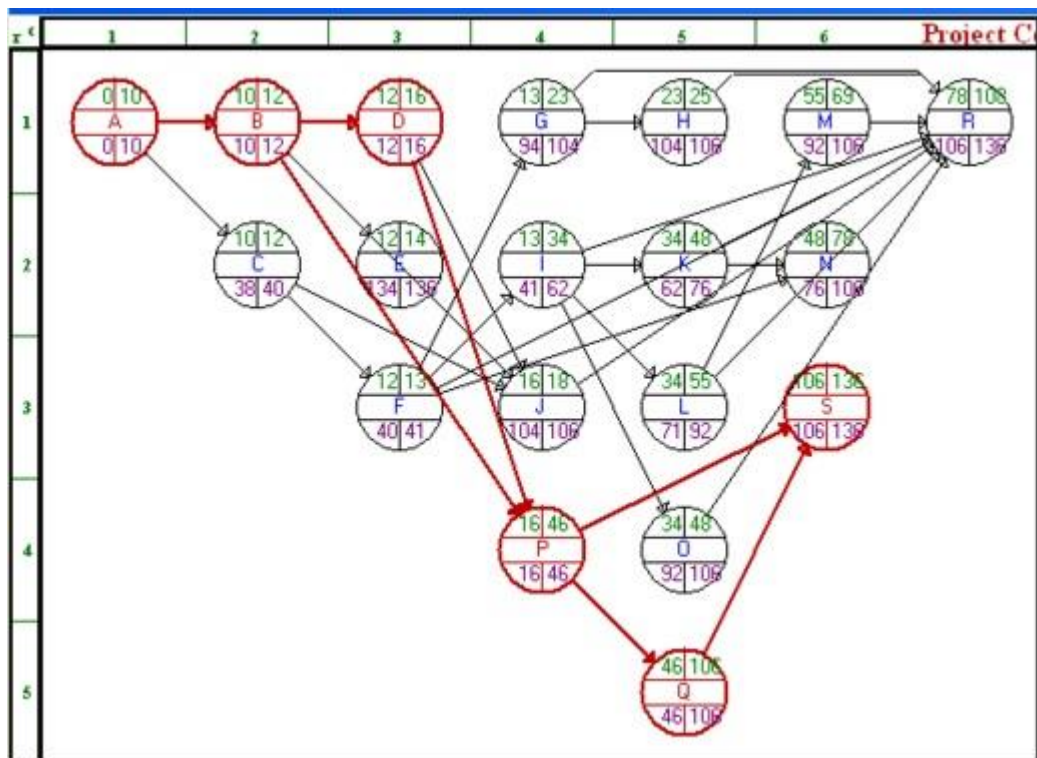 τ c 1 2 3 4 5 6 Project C
1
0 10 10 12 12 16 13 23 23 25 55 69 78 108
A B D G H M R
0 10 10 12 12 16 94 104 104 106 92 106 106 136
2
10 12 12 14 13 34 34 48 48 78
C E I K N
38 40 134 136 41 62 62 76 76 106
3
12 13 16 18 34 55 106 136
F J L S
40 41 104 106 71 92 106 136
4
16 46 34 48
P O
16 46 92 106
5
46 106
Q
46 106